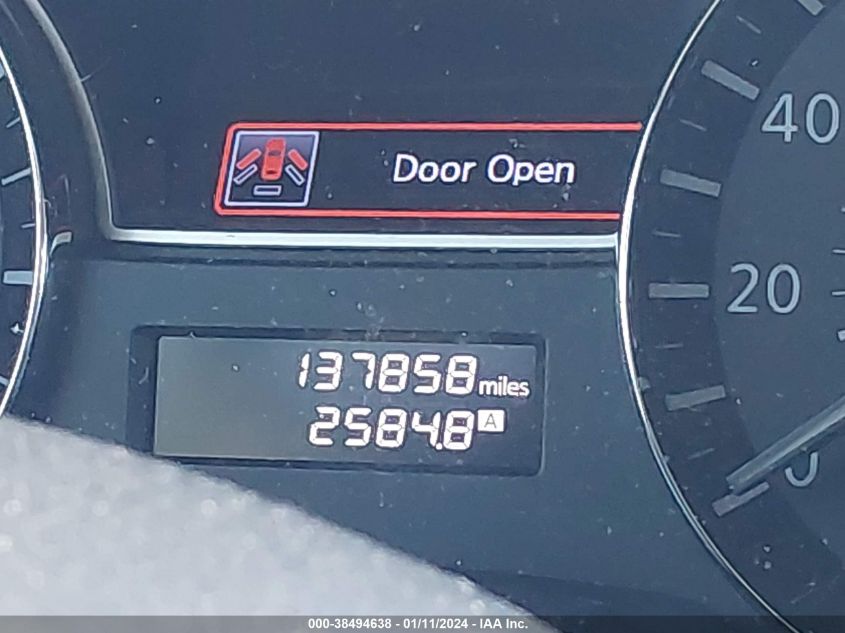 Door Open
40
20
0
137858 miles
2584.8 A
000-38494638 - 01/11/2024 - IAA Inc.